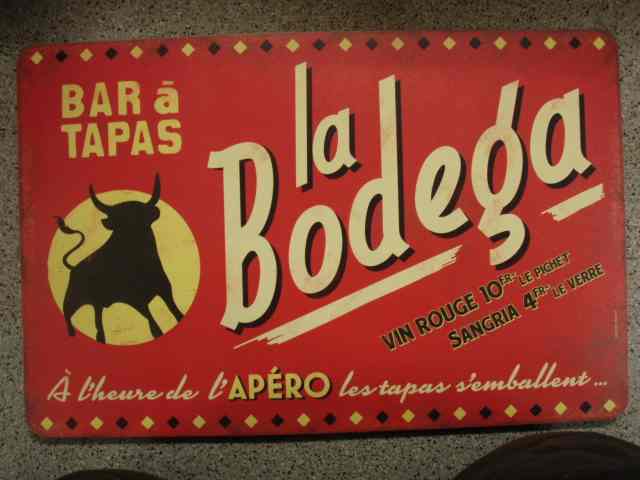 BAR à
TAPAS
la
Bodega
VIN ROUGE 10FR- LE PICHET
SANGRIA 4FR- LE VERRE
À l'heure de l'APÉRO les tapas s'emballent...